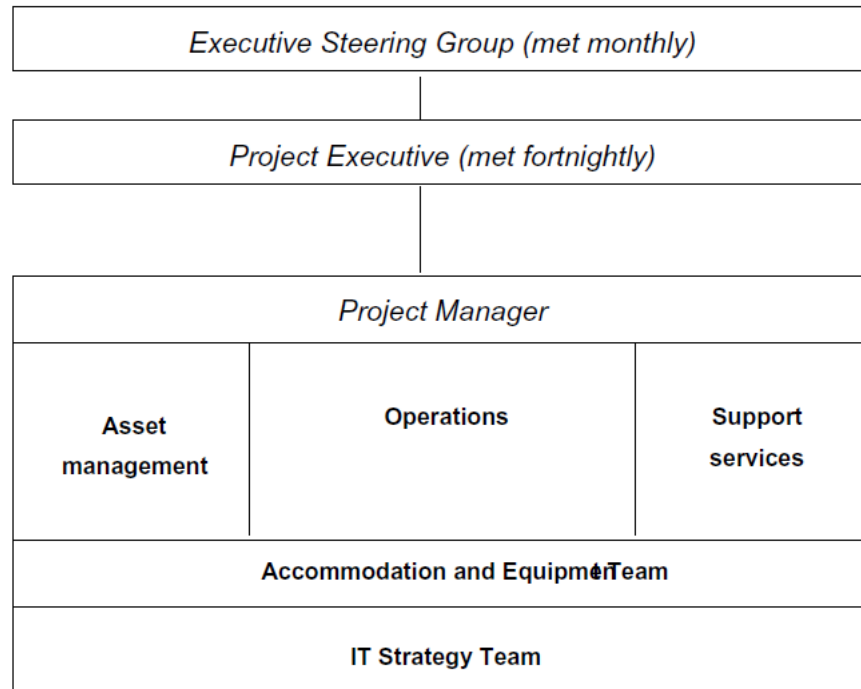 Executive Steering Group (met monthly)
Project Executive (met fortnightly)
Project Manager
Asset
management
Operations
Support
services
Accommodation and Equipment Team
IT Strategy Team